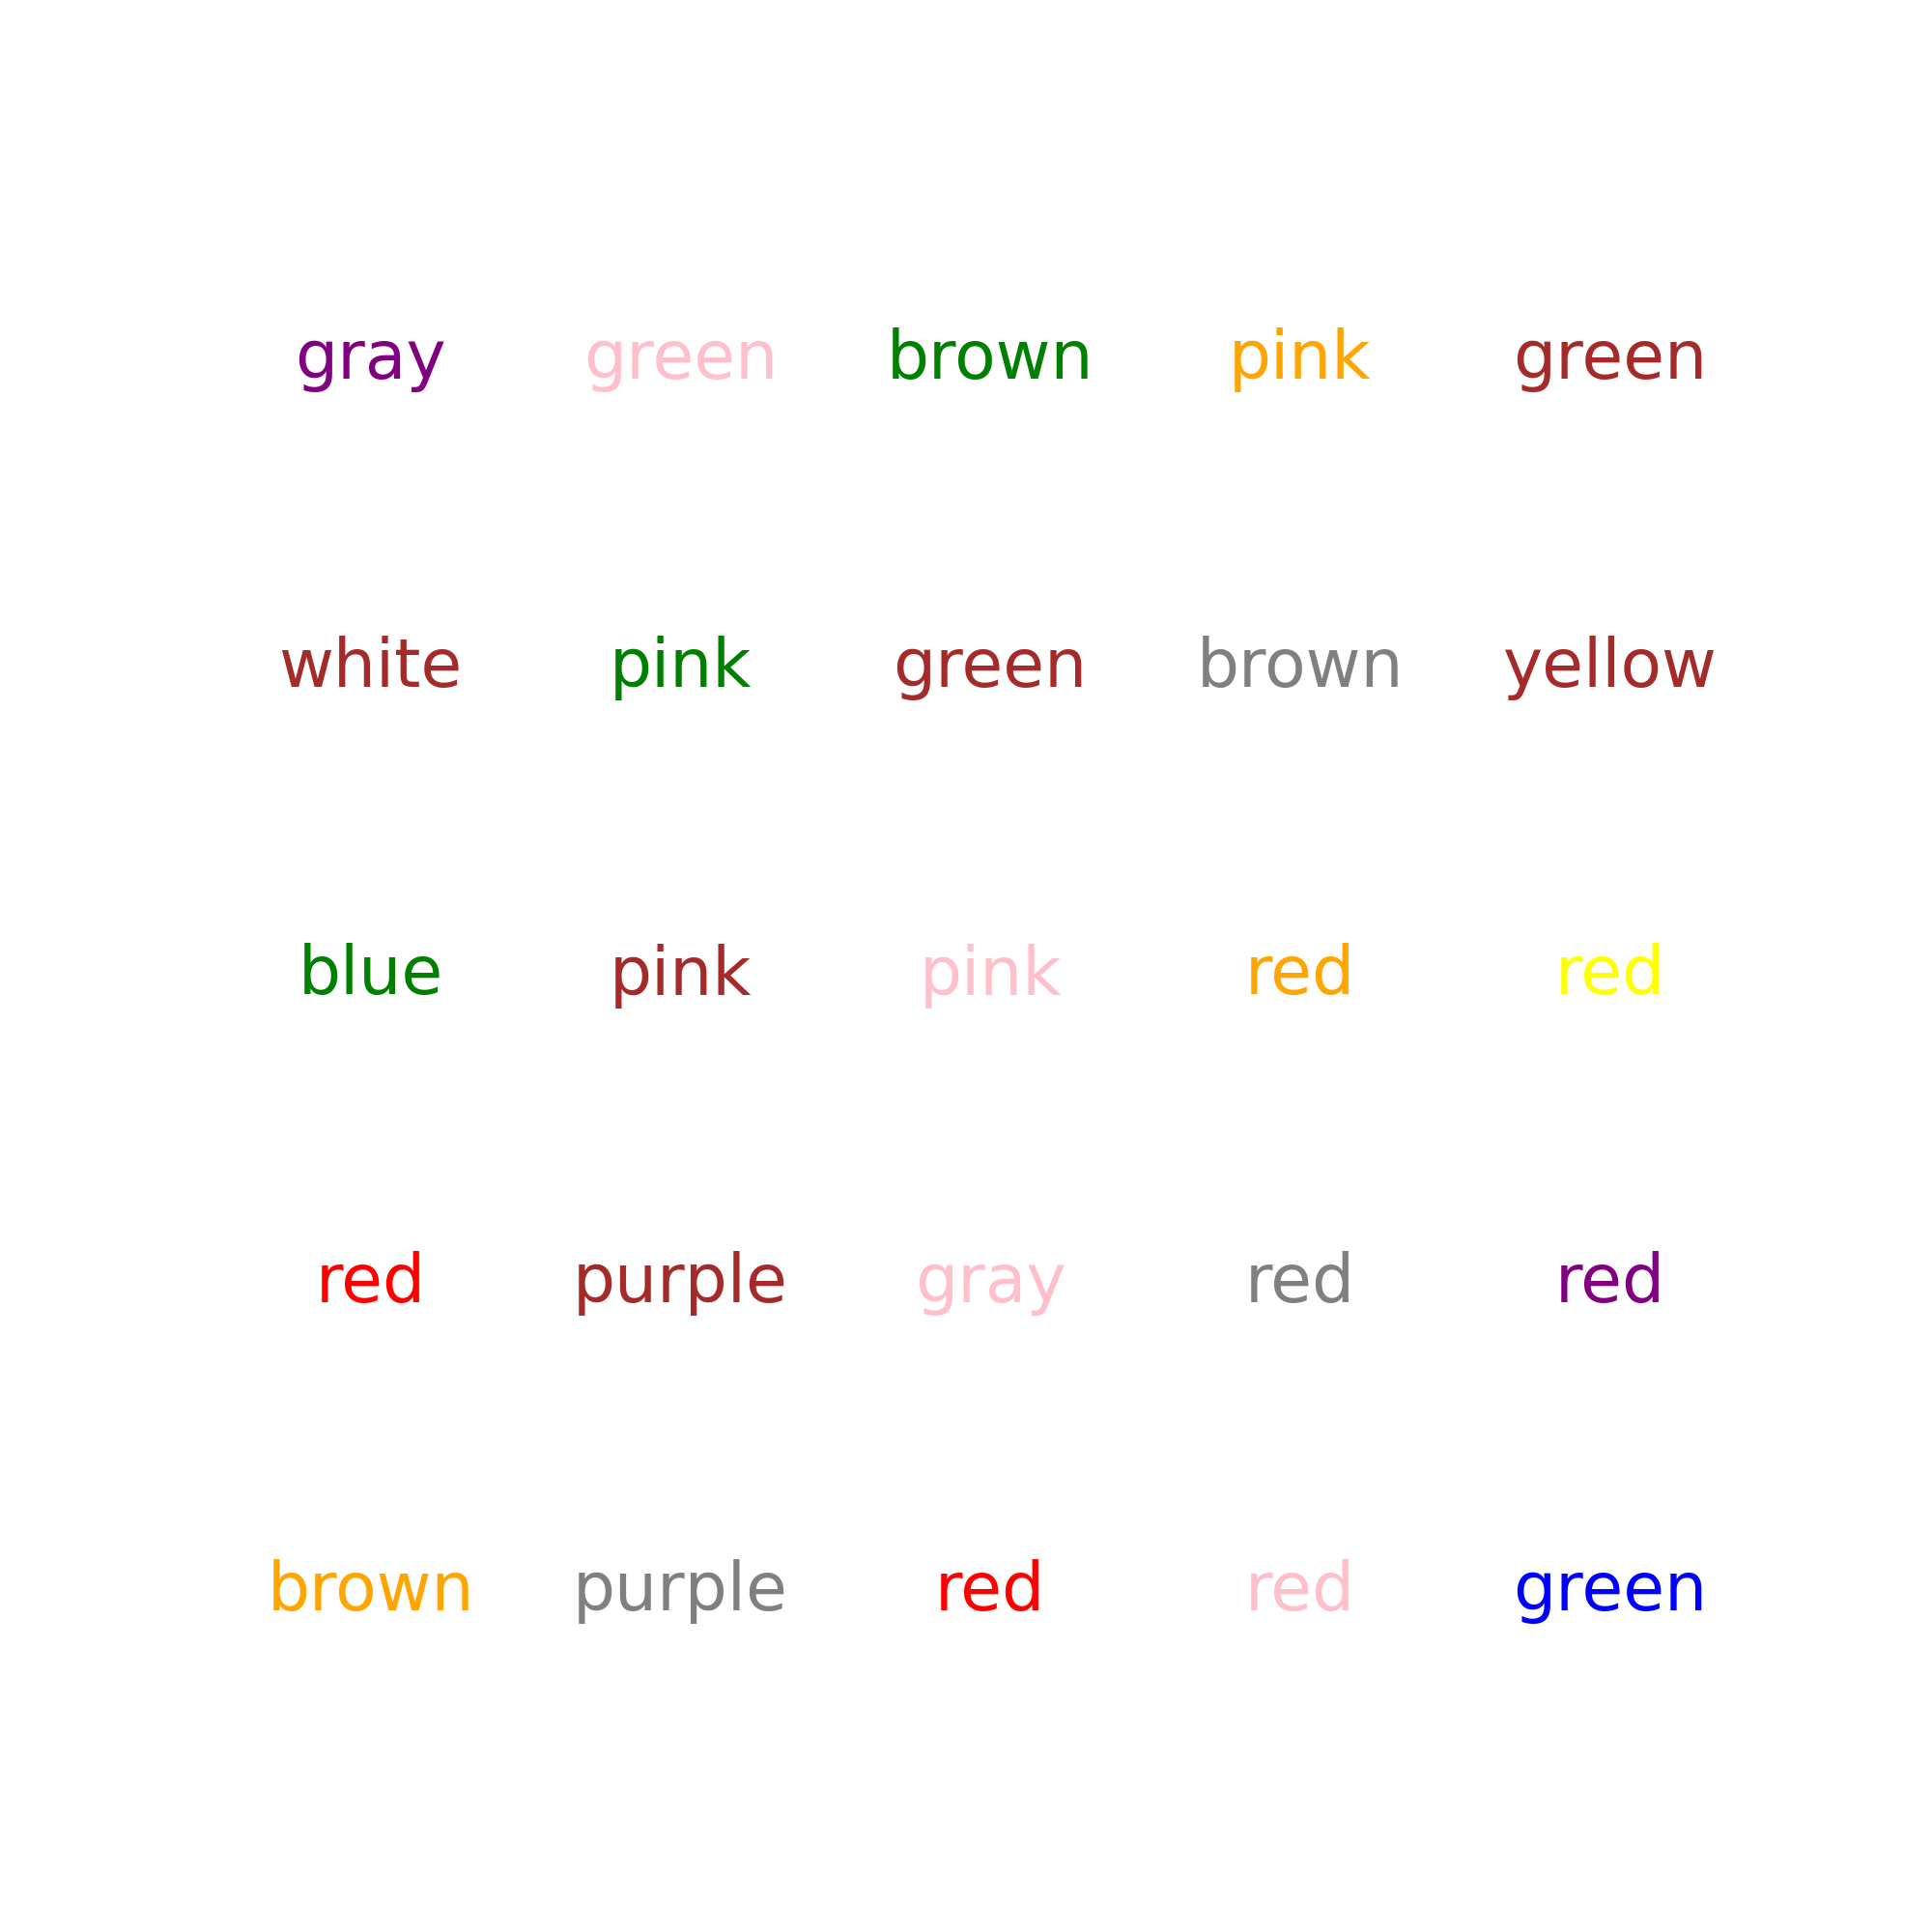 gray green brown pink green
white pink green brown yellow
blue pink pink red red
red purple gray red red
brown purple red red green